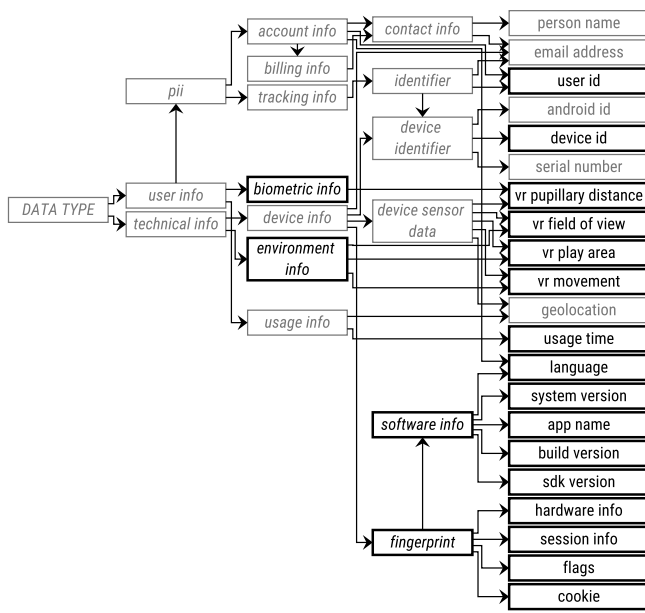 DATA TYPE
pii
user info
technical info
account info
billing info
tracking info
biometric info
device info
environment
info
usage info
contact info
identifier
device
identifier
device sensor
data
software info
fingerprint
person name
email address
user id
android id
device id
serial number
vr pupillary distance
vr field of view
vr play area
vr movement
geolocation
usage time
language
system version
app name
build version
sdk version
hardware info
session info
flags
cookie